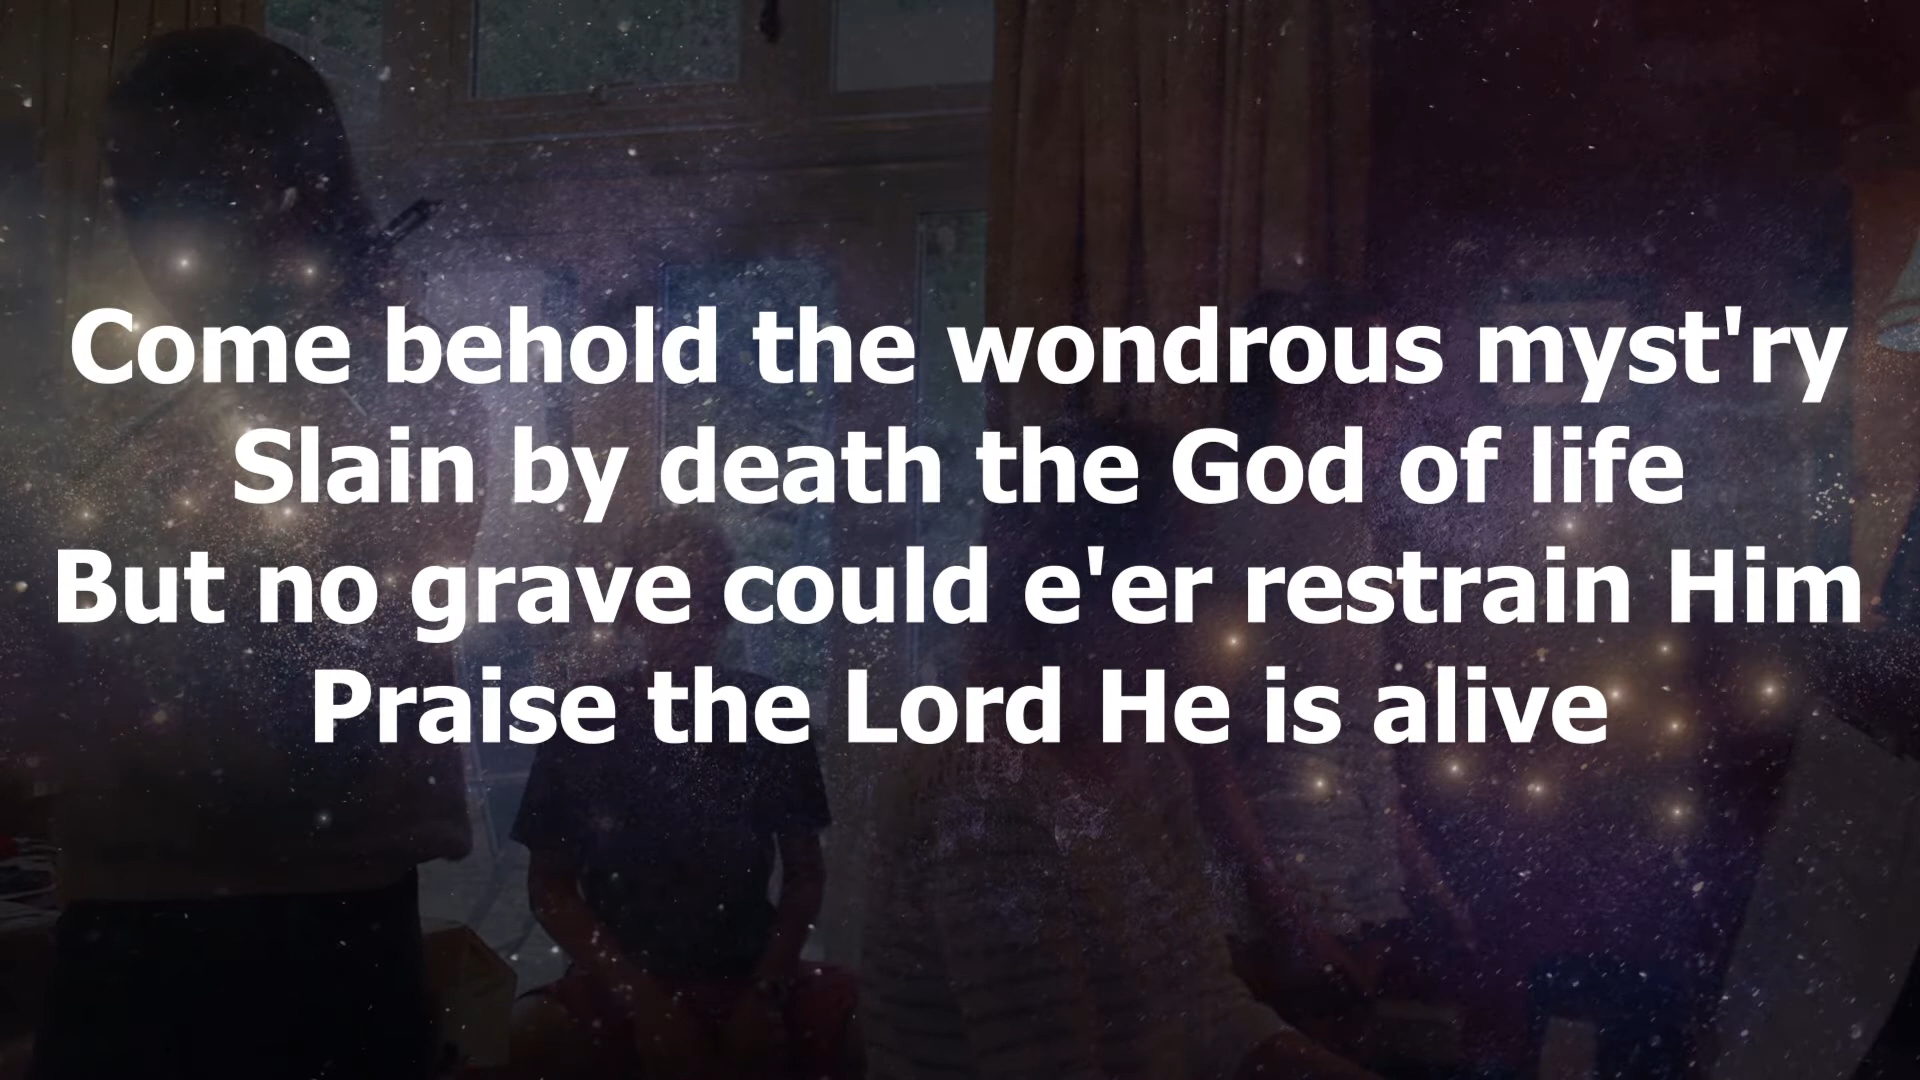 Come behold the wondrous myst'ry
Slain by death the God of life
But no grave could e'er restrain Him
Praise the Lord He is alive